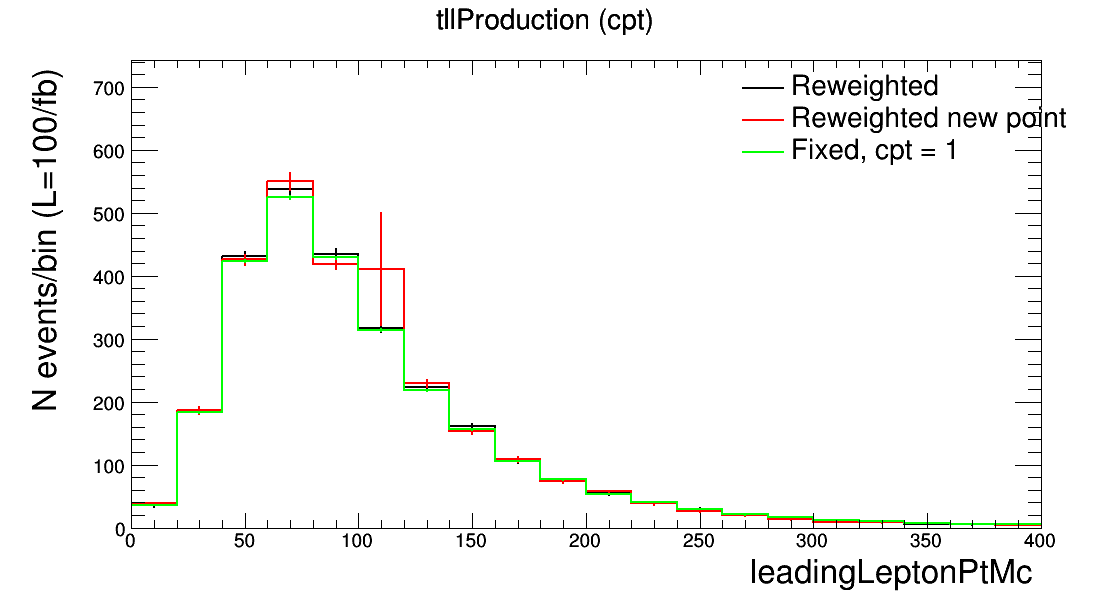 tllProduction (cpt)
N events/bin (L=100/fb)
700
600
500
400
300
200
100
0
Reweighted
Reweighted new point
Fixed, cpt = 1
0 50 100 150 200 250 300 350 400
leadingLeptonPtMc